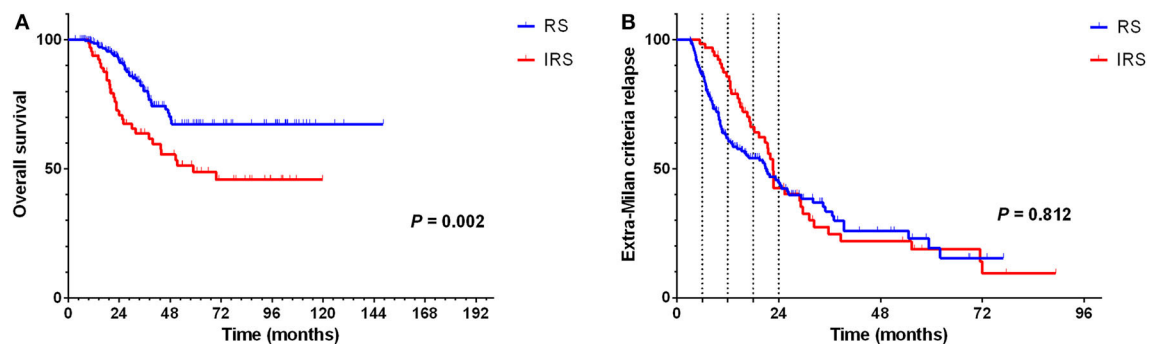 A
RS
IRS
Overall survival
100
50
0
P = 0.002
0 24 48 72 96 120 144 168 192
Time (months)
B
RS
IRS
Extra-Milan criteria relapse
100
50
0
P = 0.812
0 24 48 72 96
Time (months)